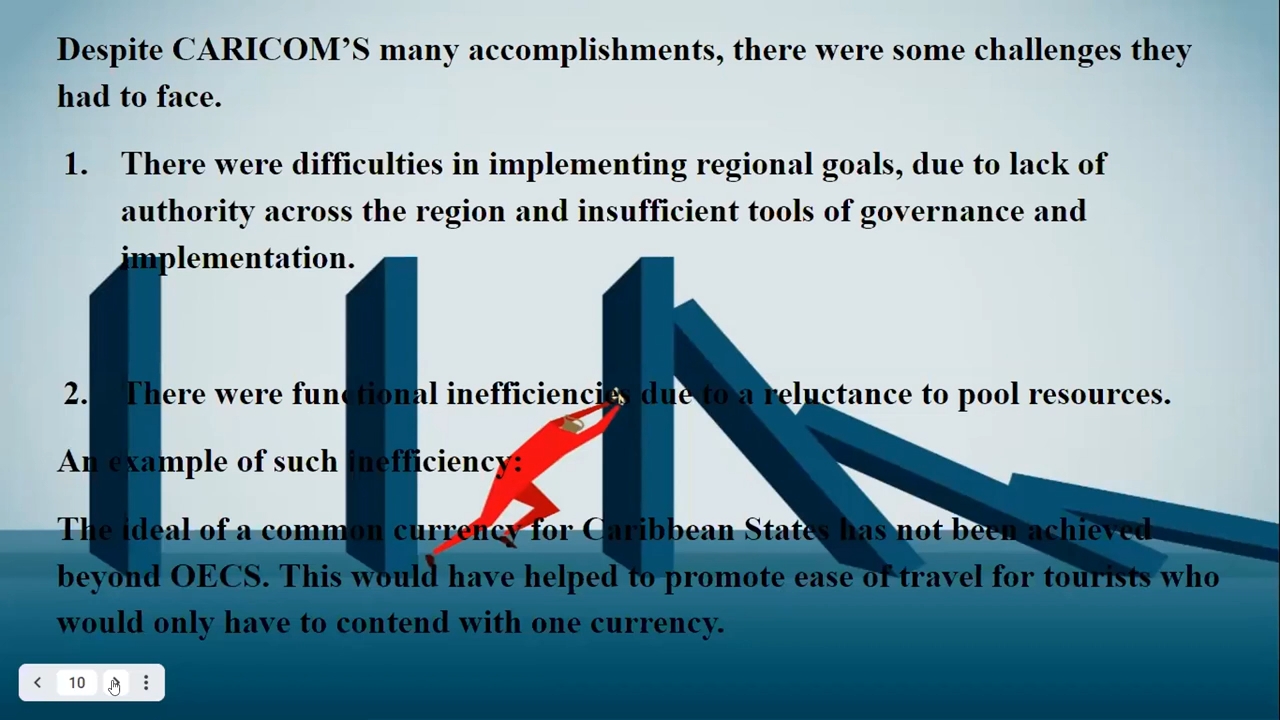 Despite CARICOM’S many accomplishments, there were some challenges they
had to face.
1. There were difficulties in implementing regional goals, due to lack of
authority across the region and insufficient tools of governance and
implementation.
2. There were functional inefficiencies due to a reluctance to pool resources.
An example of such inefficiency:
The ideal of a common currency for Caribbean States has not been achieved
beyond OECS. This would have helped to promote ease of travel for tourists who
would only have to contend with one currency.
10